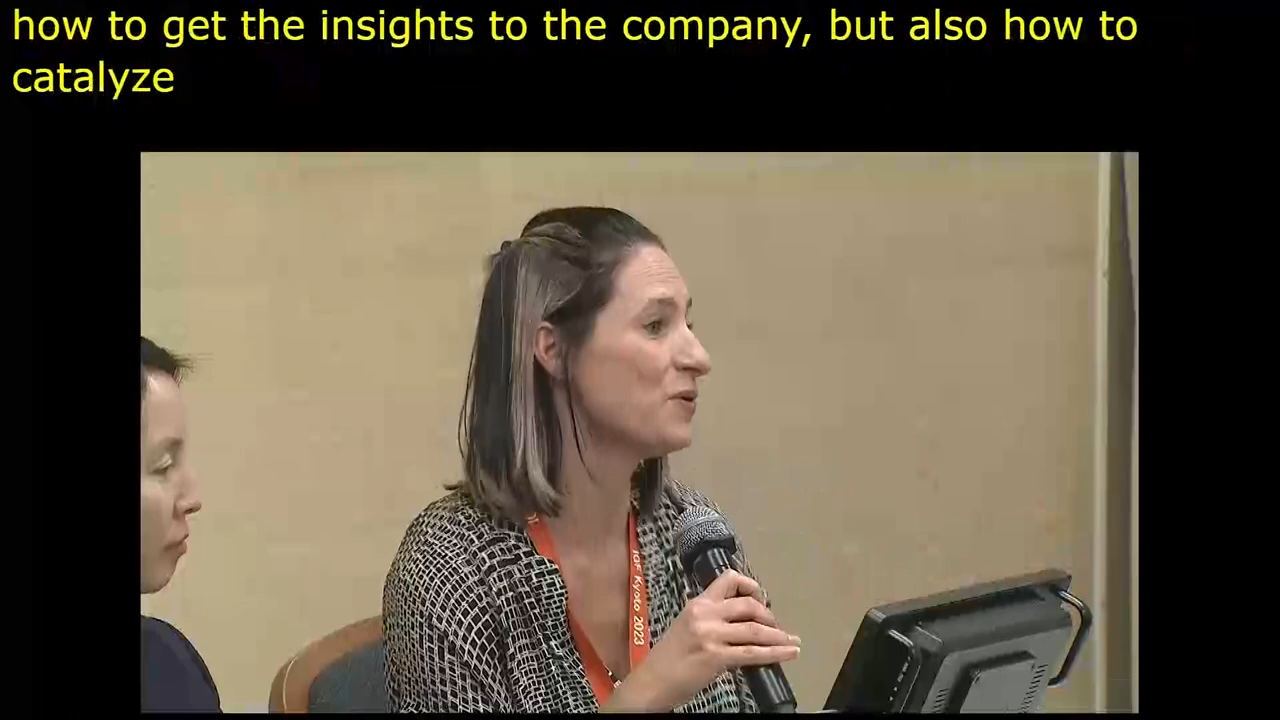 how to get the insights to the company, but also how to
catalyze
IGF Kyoto 2023